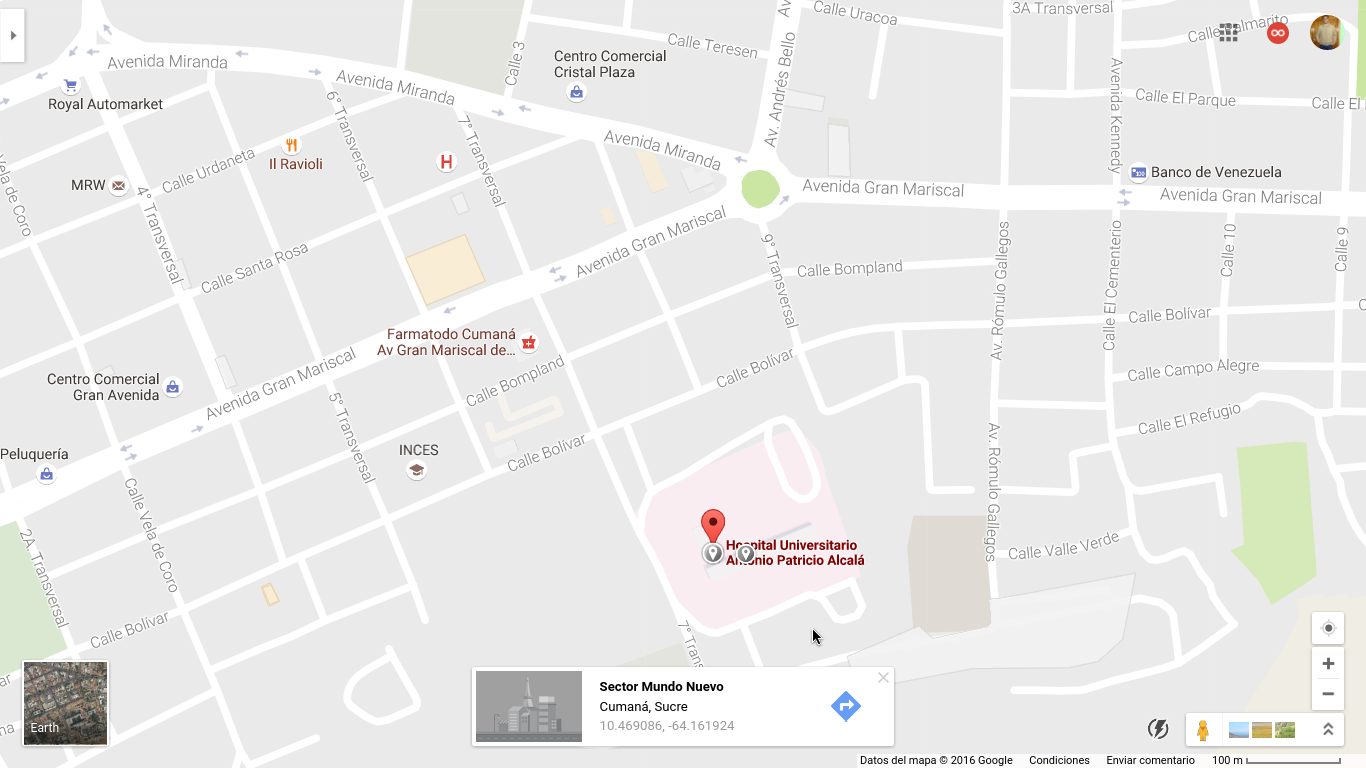 Calle Uracoa
3A Transversal
Calle Palmarito
Av. Andrés Bello
Calle Teresen
Calle 3
Avenida Miranda
Centro Comercial
Cristal Plaza
Avenida Miranda
Royal Automarket
6° Transversal
7° Transversal
Avenida Kennedy
Calle El Parque
Calle El
Avenida Miranda
Calle Urdaneta
Il Ravioli
H
MRW
4° Transversal
Vela de Coro
Banco de Venezuela
Avenida Gran Mariscal
Avenida Gran Mariscal
Avenida Gran Mariscal
Calle Santa Rosa
9° Transversal
Calle Bompland
Av. Rómulo Gallegos
Calle El Cementerio
Calle 10
Calle 9
Calle Bolívar
Farmatodo Cumaná
Av Gran Mariscal de...
Avenida Gran Mariscal
Centro Comercial
Gran Avenida
Calle Bompland
Calle Bolívar
Calle Campo Alegre
Calle El Refugio
5° Transversal
INCES
Calle Bolívar
Peluquería
Calle Vela de Coro
2A. Transversal
Av. Rómulo Gallegos
Hospital Universitario
Antonio Patricio Alcalá
Calle Valle Verde
Calle Bolívar
7° Trans
Earth
Sector Mundo Nuevo
Cumaná, Sucre
10.469086, -64.161924
Datos del mapa © 2016 Google
Condiciones
Enviar comentario
100 m